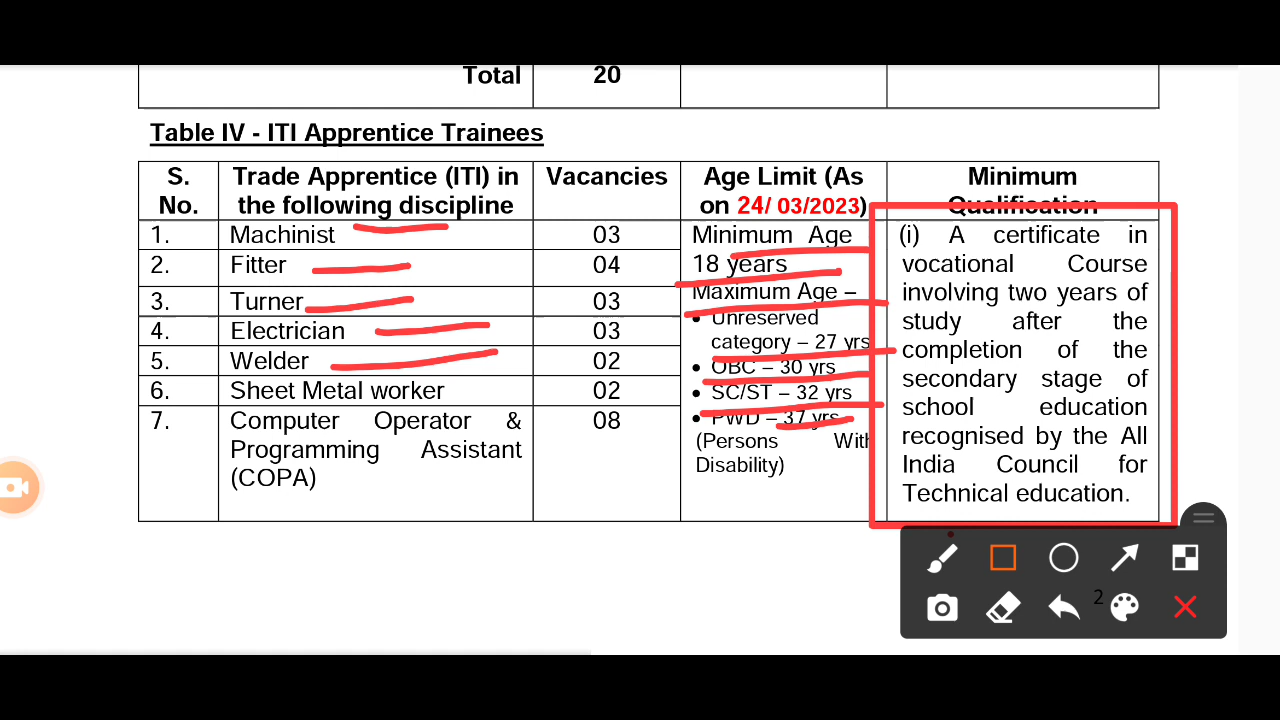 Total 20
Table IV - ITI Apprentice Trainees
S. No. Trade Apprentice (ITI) in the following discipline Vacancies Age Limit (As on 24/ 03/2023) Minimum Qualification
1. Machinist 03
2. Fitter 04
3. Turner 03
4. Electrician 03
5. Welder 02
6. Sheet Metal worker 02
7. Computer Operator &
Programming Assistant
(COPA) 08
Minimum Age
18 years
Maximum Age –
• Unreserved
category – 27 yrs
• OBC – 30 yrs
• SC/ST – 32 yrs
• PWD – 37 yrs
(Persons With
Disability)
(i) A certificate in
vocational Course
involving two years of
study after the
completion of the
secondary stage of
school education
recognised by the All
India Council for
Technical education.
2